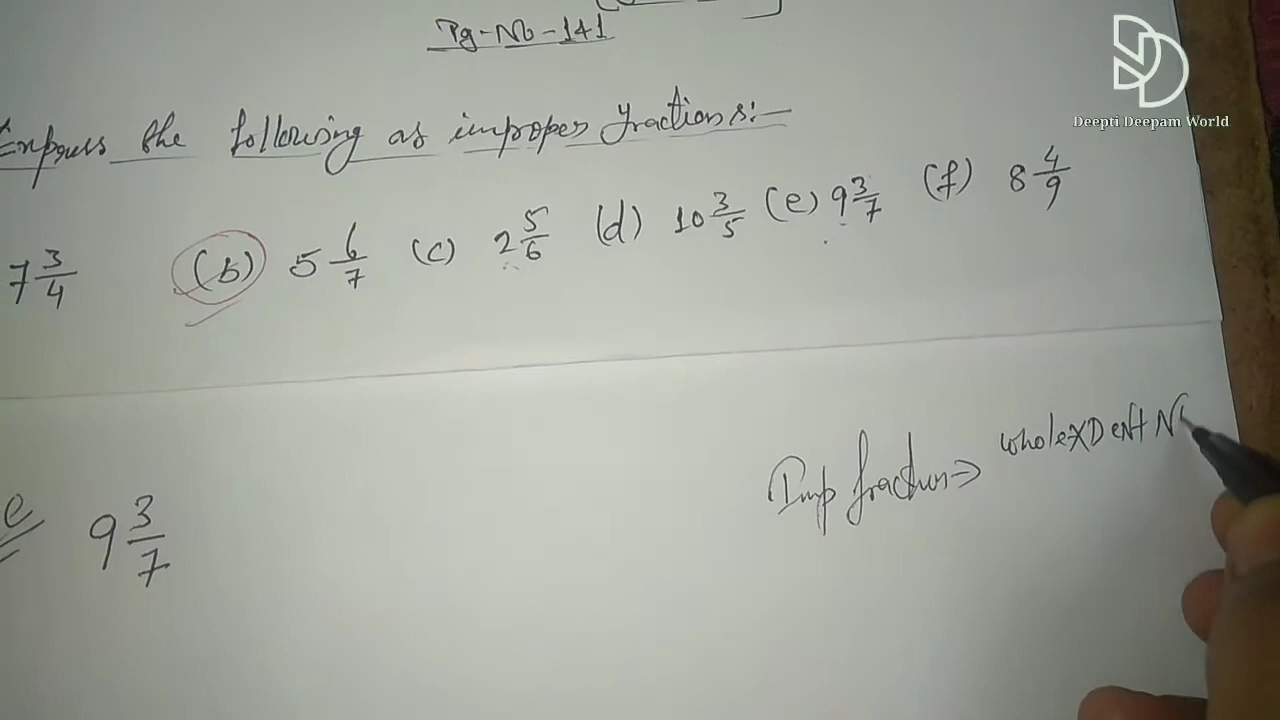 Pg-No-141
Express the following as improper fractions:-
7 3/4 (b) 5 6/7 (c) 2 5/6 (d) 10 3/5 (e) 9 3/7 (f) 8 4/9
Imp fraction ⇒ whole×Den+N
e 9 3/7
Deepti Deepam World